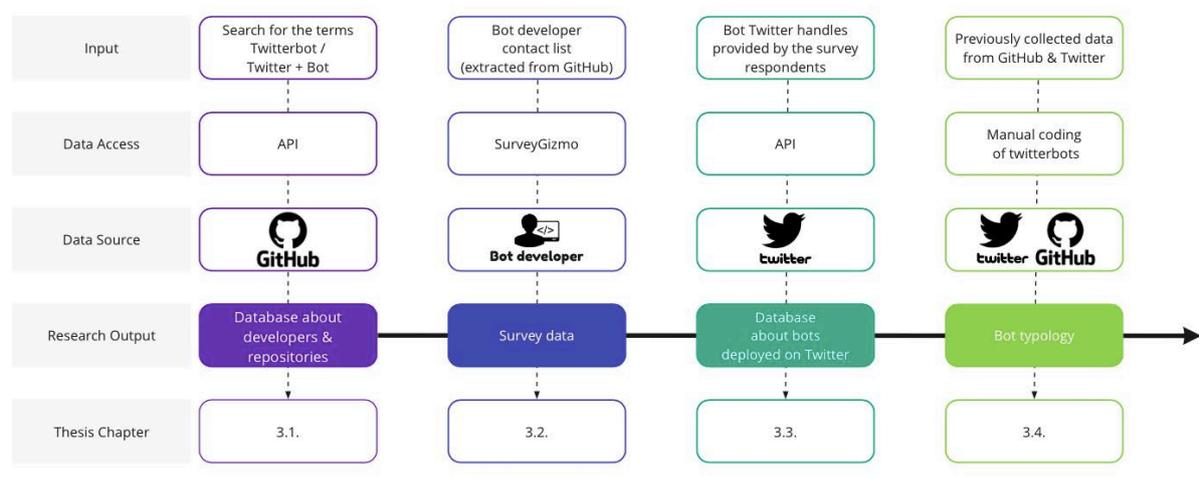 Input
Search for the terms
Twitterbot /
Twitter + Bot
Bot developer
contact list
(extracted from GitHub)
Bot Twitter handles
provided by the survey
respondents
Previously collected data
from GitHub & Twitter
Data Access
API
SurveyGizmo
API
Manual coding
of twitterbots
Data Source
GitHub
</>
Bot developer
twitter
twitter GitHub
Research Output
Database about
developers &
repositories
Survey data
Database
about bots
deployed on Twitter
Bot typology
Thesis Chapter
3.1.
3.2.
3.3.
3.4.